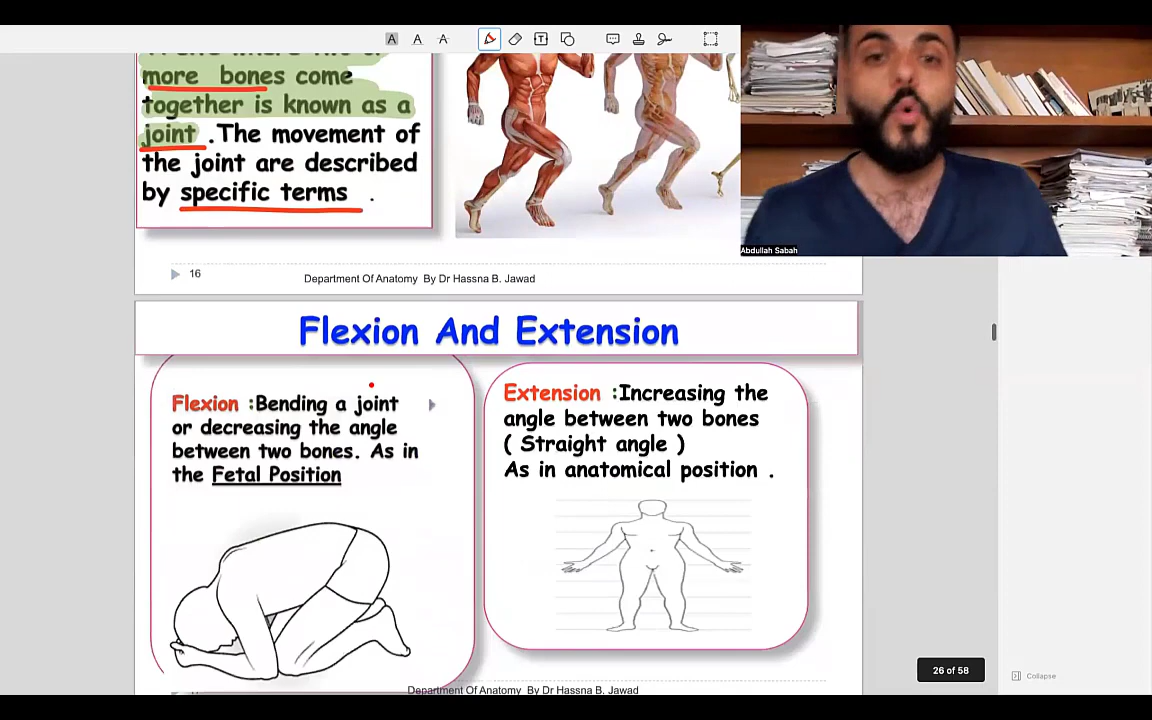 A
A
A
T
more bones come
together is known as a
joint .The movement of
the joint are described
by specific terms .
Abdullah Sabah
16
Department Of Anatomy By Dr Hassna B. Jawad
Flexion And Extension
Flexion :Bending a joint
or decreasing the angle
between two bones. As in
the Fetal Position
Extension :Increasing the
angle between two bones
( Straight angle )
As in anatomical position .
26 of 58
Collapse
Department Of Anatomy By Dr Hassna B. Jawad